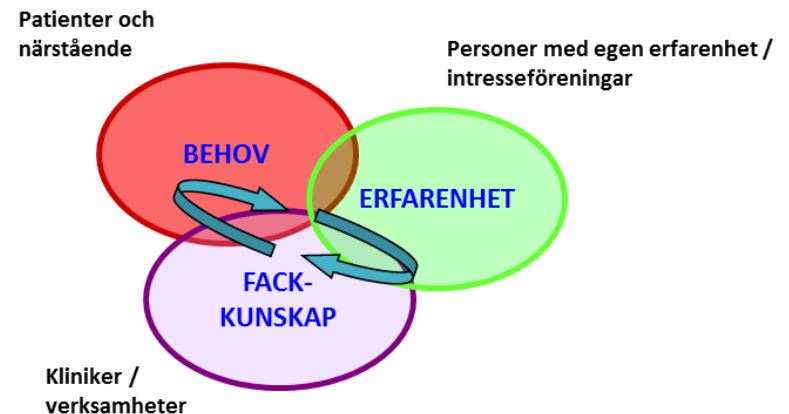 Patienter och
närstående
Personer med egen erfarenhet /
intresseföreningar
BEHOV
ERFARENHET
FACK-
KUNSKAP
Kliniker /
verksamheter